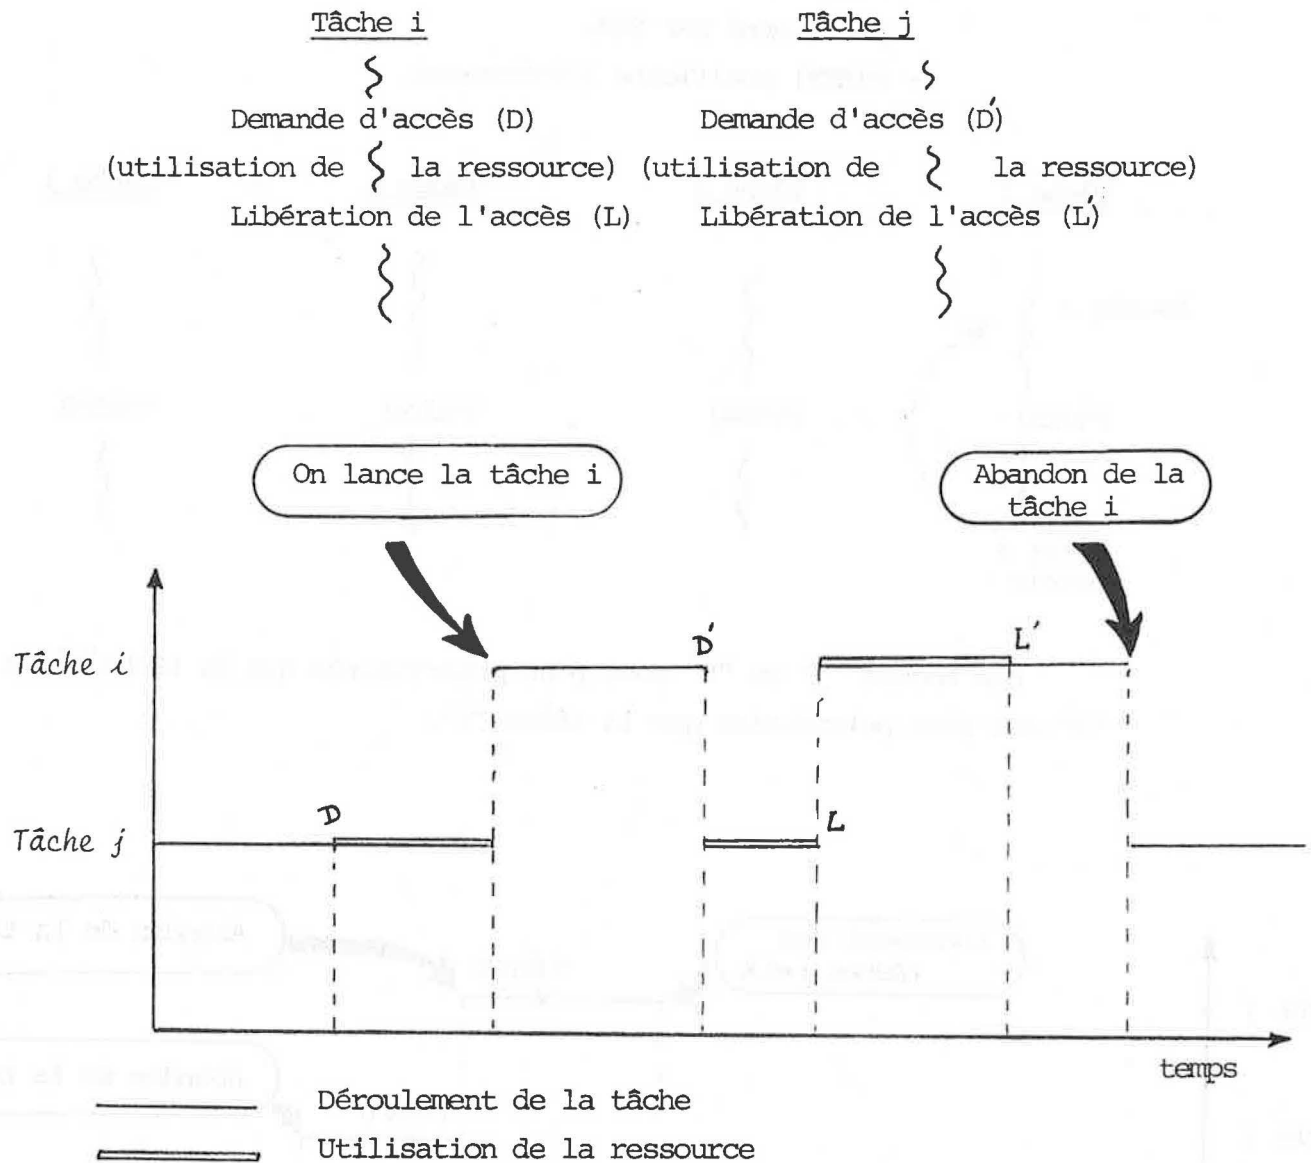 Tâche i Tâche j
Demande d'accès (D) Demande d'accès (D')
(utilisation de la ressource) (utilisation de la ressource)
Libération de l'accès (L) Libération de l'accès (L')
On lance la tâche i
Abandon de la
tâche i
Tâche i
D'
L'
Tâche j
D
L
temps
Déroulement de la tâche
Utilisation de la ressource